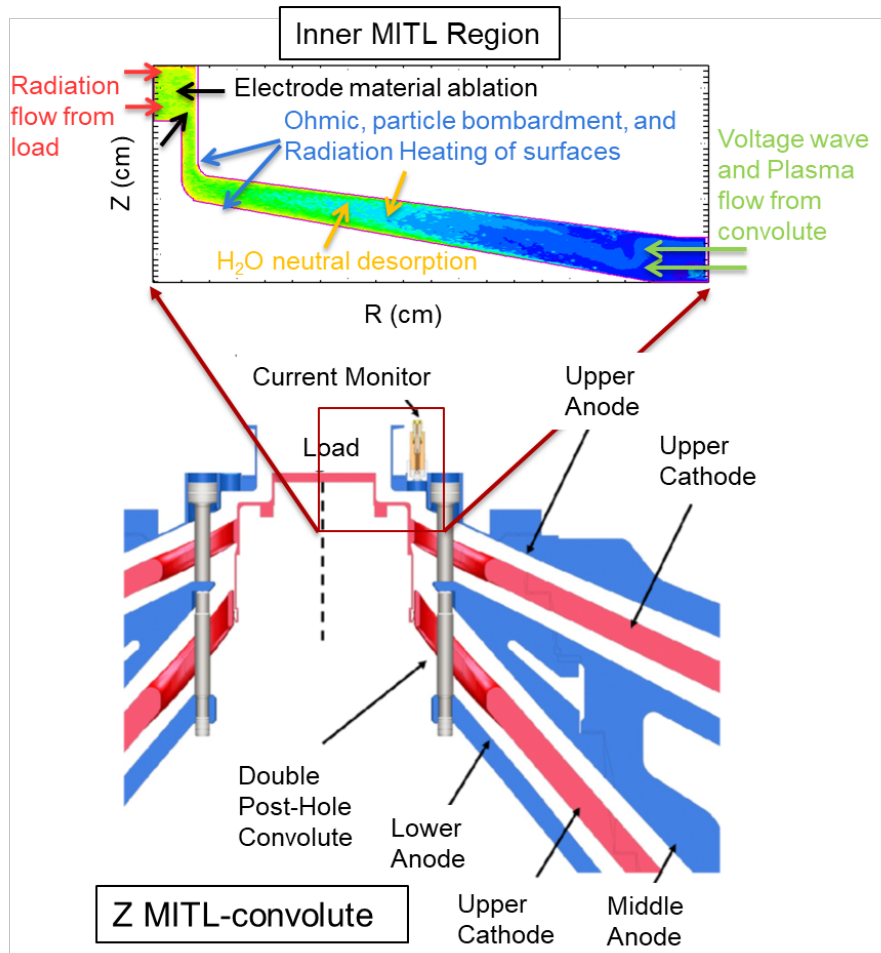 Inner MITL Region
Radiation
flow from
load
Electrode material ablation
Ohmic, particle bombardment, and
Radiation Heating of surfaces
Voltage wave
and Plasma
flow from
convolute
Z (cm)
H₂O neutral desorption
R (cm)
Current Monitor
Upper
Anode
Load
Upper
Cathode
Double
Post-Hole
Convolute
Lower
Anode
Upper
Cathode
Middle
Anode
Z MITL-convolute